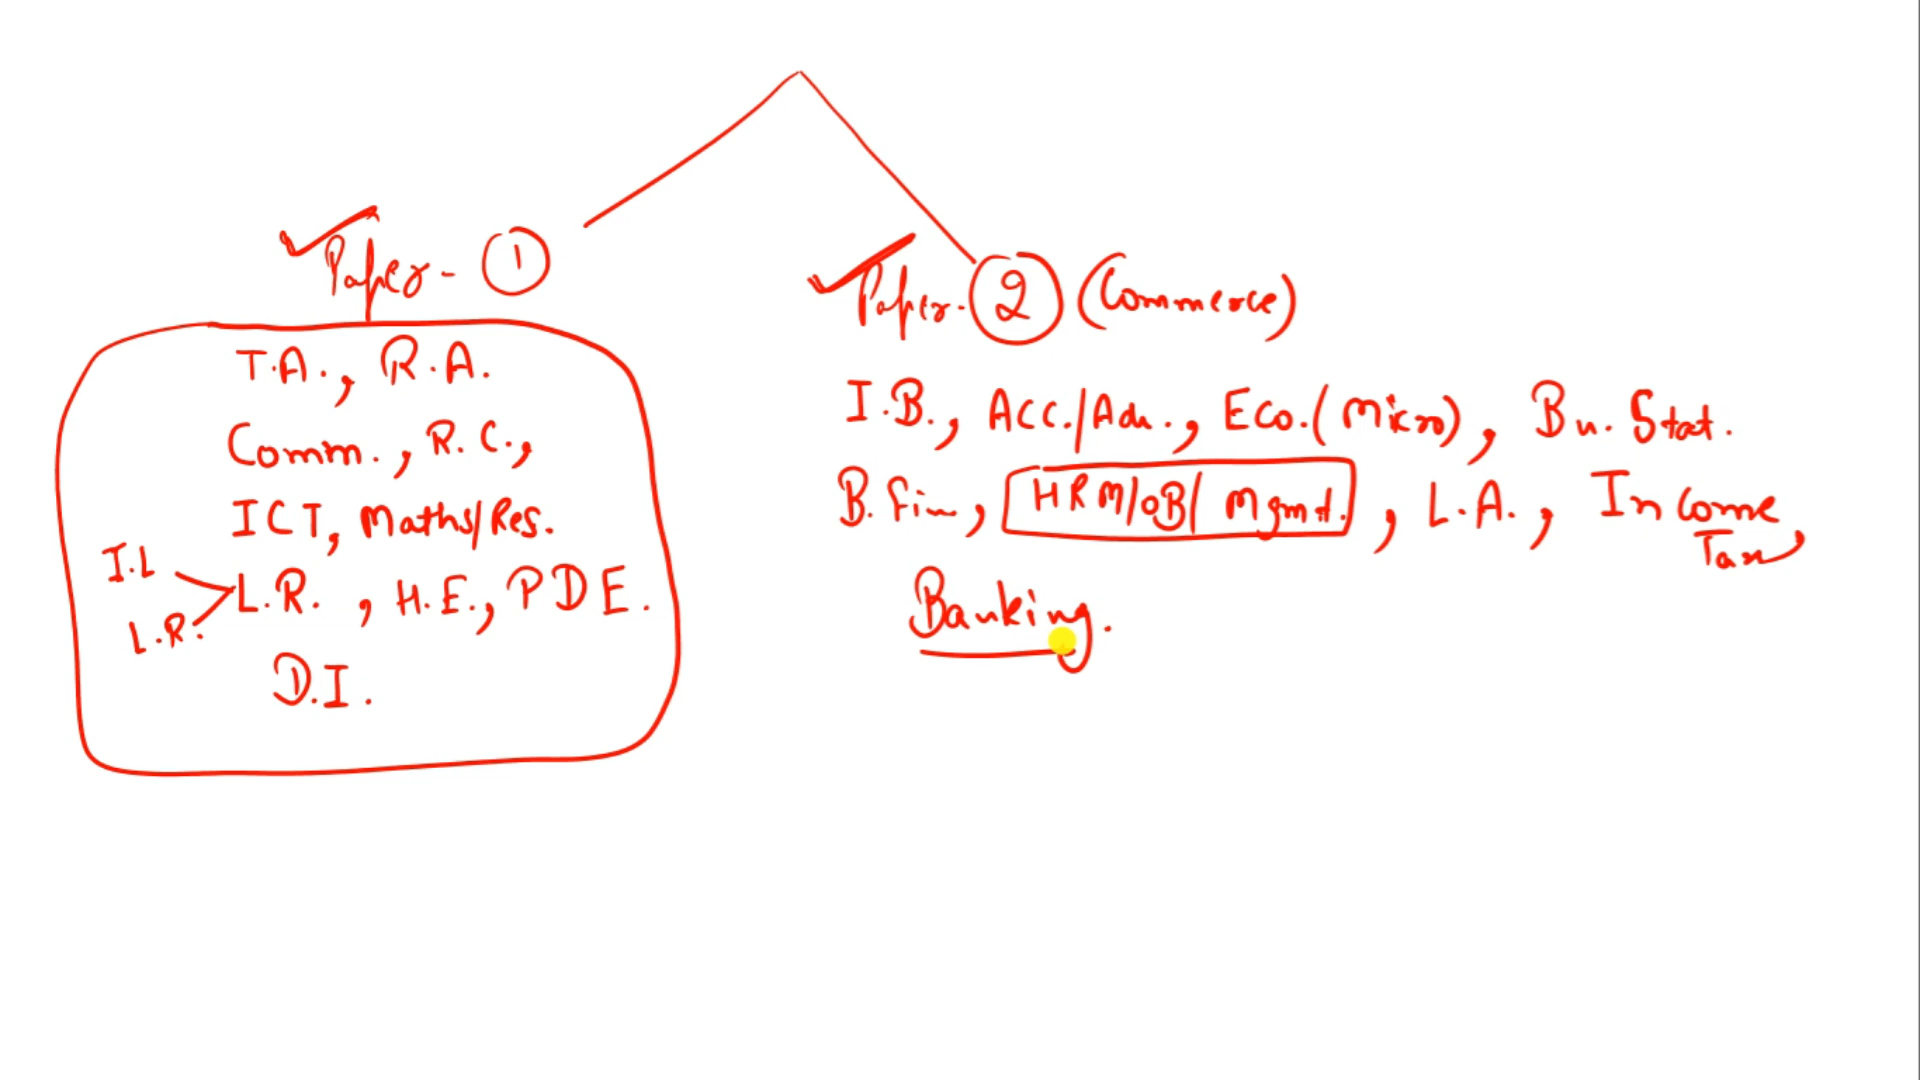 Paper - 1
T.A., R.A.
Comm., R.C.,
ICT, Maths/Res.
I.L
L.R. , H.E., PDE.
L.R.
D.I.
Paper - 2 (Commerce)
I.B., Acc./Adu., Eco. (Micro), Bu. Stat.
B. Fin, HRM/OB/ Mgmt. , L.A., Income Tax,
Banking.